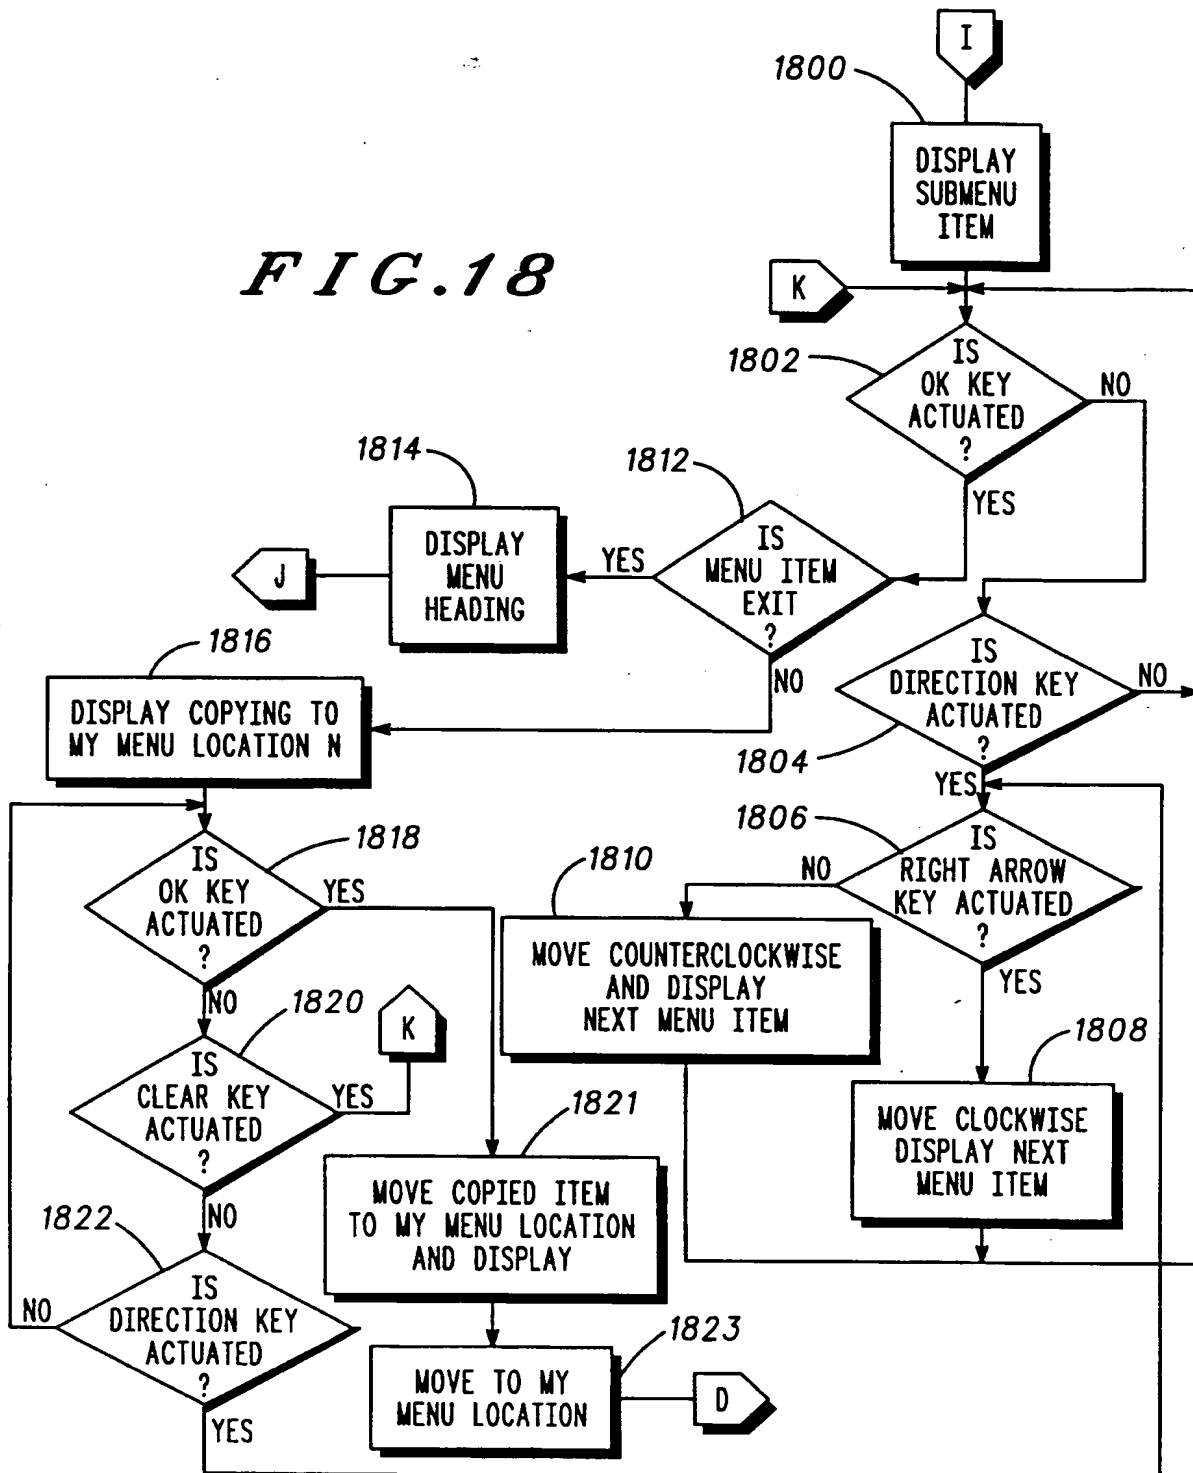 I
1800
DISPLAY
SUBMENU
ITEM
FIG.18
K
1802
IS
OK KEY
ACTUATED
?
NO
YES
1814
1812
DISPLAY
MENU
HEADING
YES
IS
MENU ITEM
EXIT
?
J
NO
1816
DISPLAY COPYING TO
MY MENU LOCATION N
IS
DIRECTION KEY
ACTUATED
?
NO
1804
YES
1806
IS
RIGHT ARROW
KEY ACTUATED
?
NO
YES
1810
MOVE COUNTERCLOCKWISE
AND DISPLAY
NEXT MENU ITEM
1808
MOVE CLOCKWISE
DISPLAY NEXT
MENU ITEM
1818
IS
OK KEY
ACTUATED
?
YES
NO
1820
K
IS
CLEAR KEY
ACTUATED
?
YES
NO
1821
MOVE COPIED ITEM
TO MY MENU LOCATION
AND DISPLAY
1822
IS
DIRECTION KEY
ACTUATED
?
NO
YES
1823
MOVE TO MY
MENU LOCATION
D